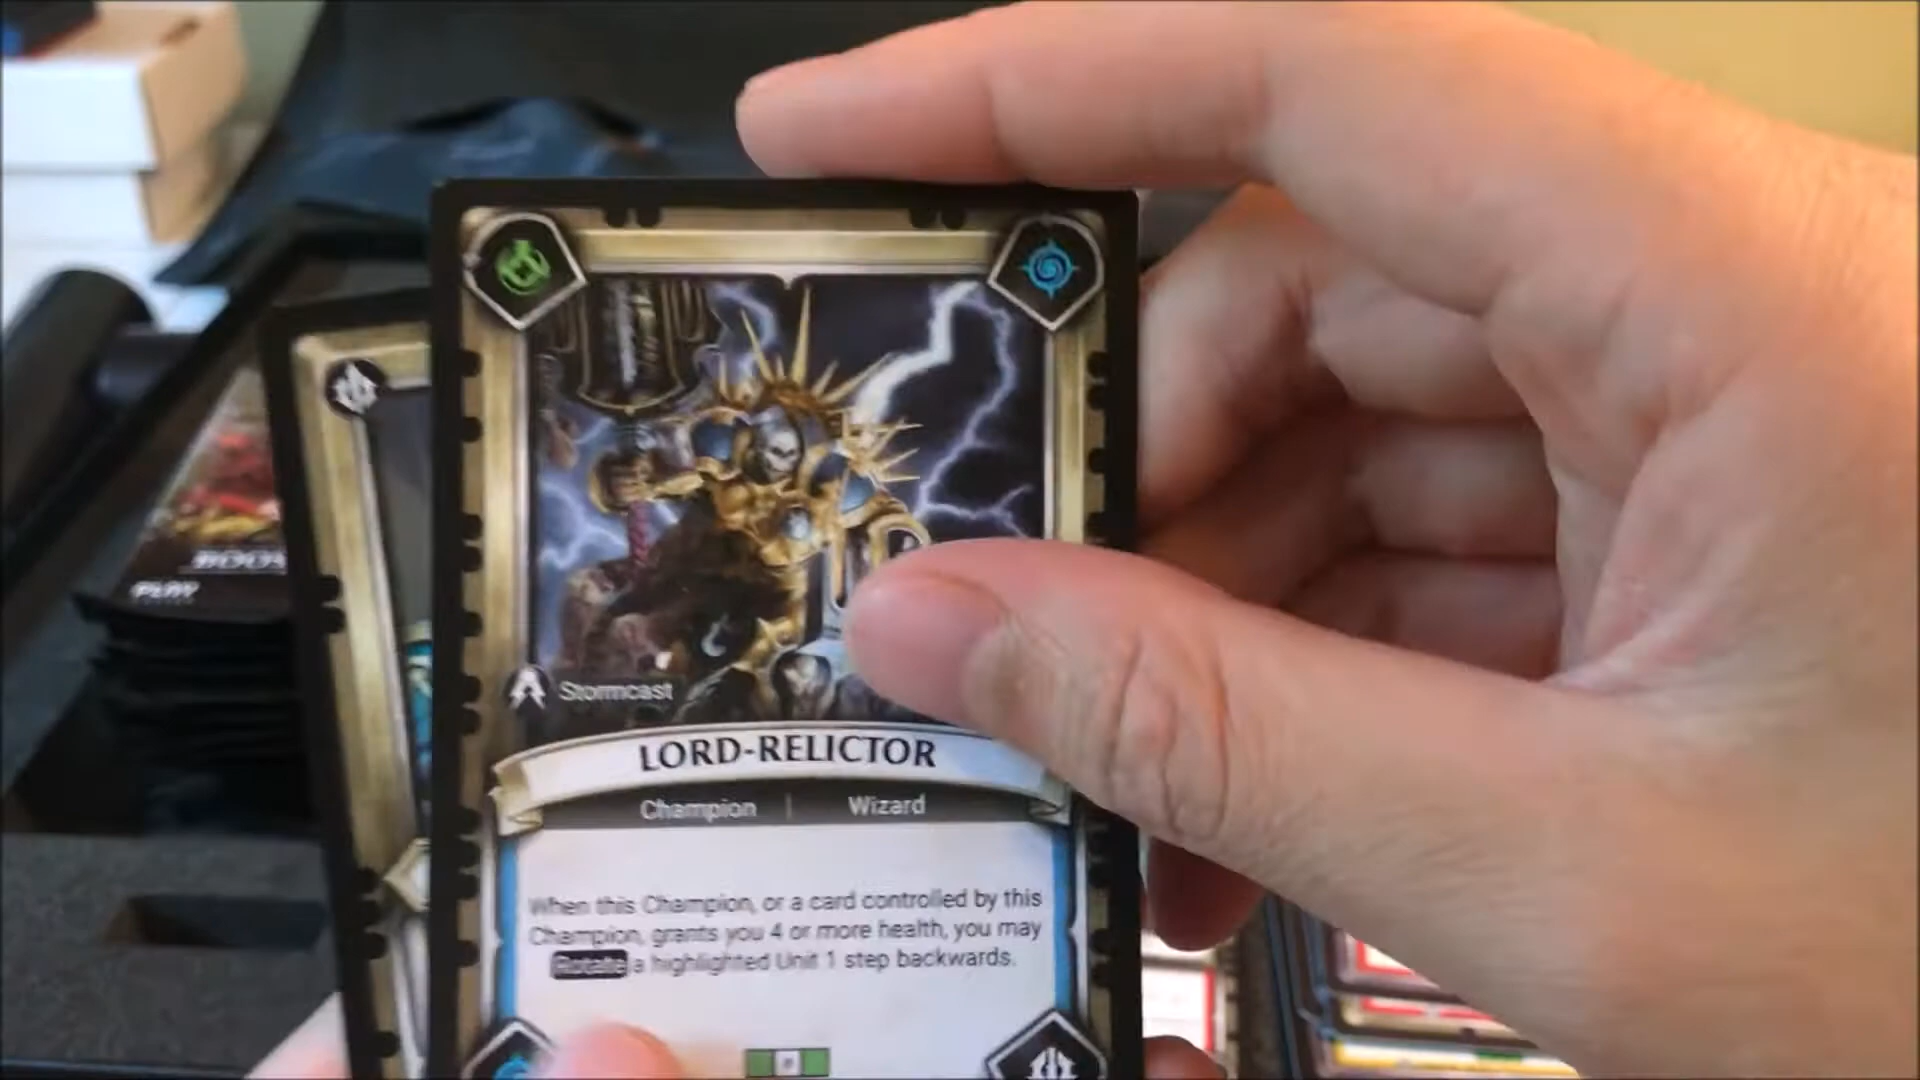 Stormcast
LORD-RELICTOR
Champion | Wizard
When this Champion, or a card controlled by this
Champion, grants you 4 or more health, you may
Rotate a highlighted Unit 1 step backwards.
PLAY